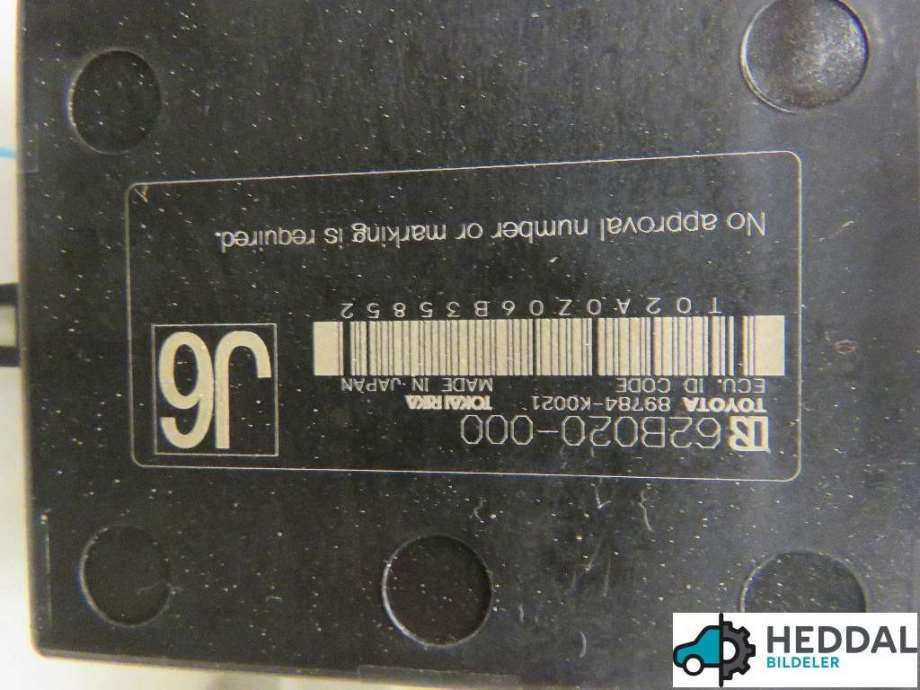 62B020-000
TOYOTA 89784-K0021 TOKAI RIKA
ECU. ID CODE MADE IN JAPAN
J6
T02A0Z06B35852
No approval number or marking is required.
HEDDAL
BILDELER